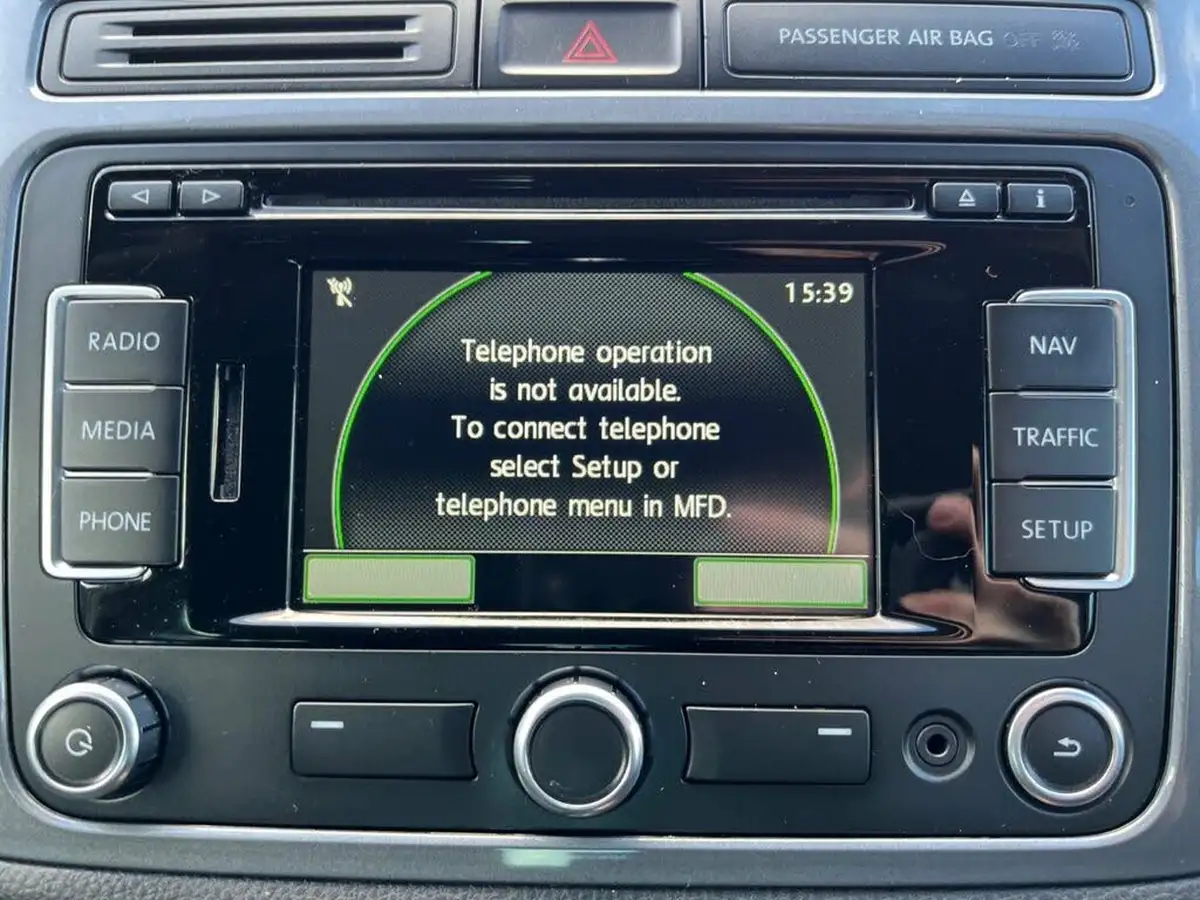 PASSENGER AIR BAG OFF
i
15:39
RADIO
MEDIA
PHONE
Telephone operation
is not available.
To connect telephone
select Setup or
telephone menu in MFD.
NAV
TRAFFIC
SETUP